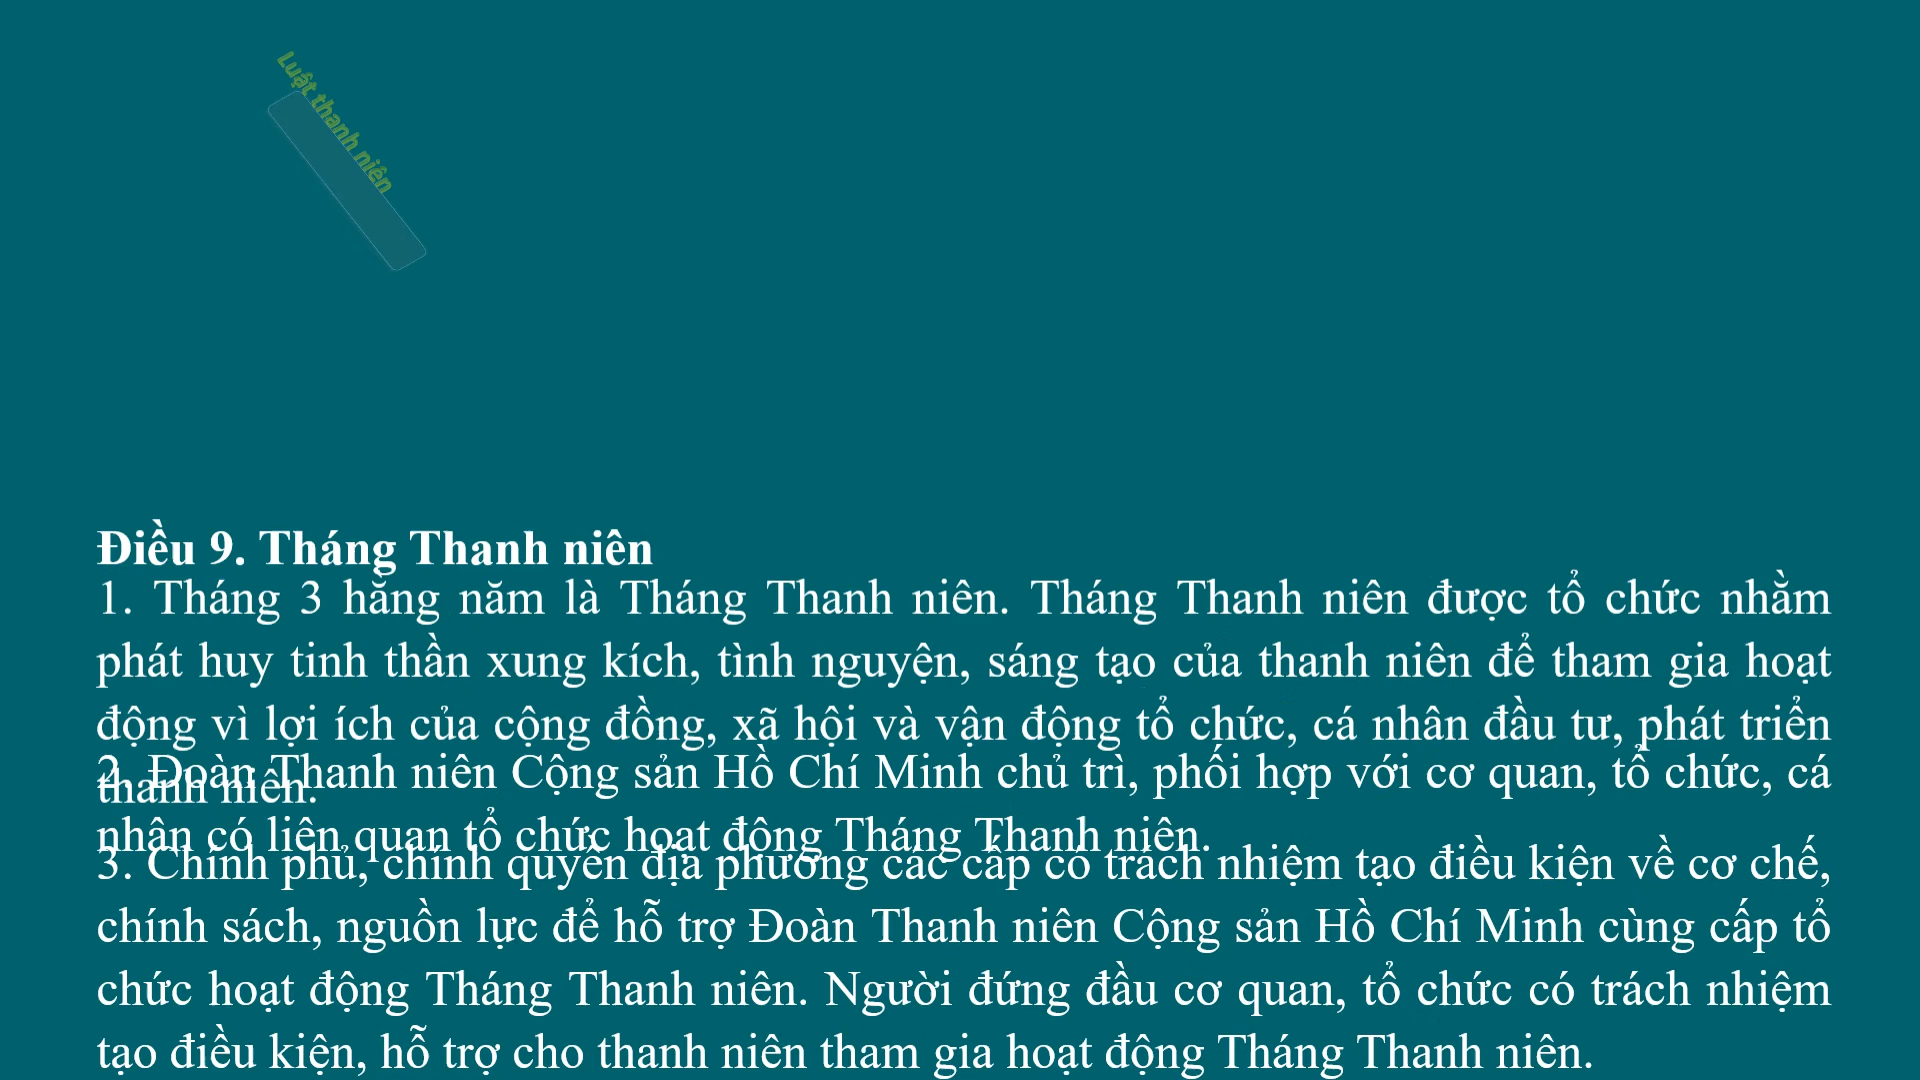 Luật thanh niên
Điều 9. Tháng Thanh niên
1. Tháng 3 hằng năm là Tháng Thanh niên. Tháng Thanh niên được tổ chức nhằm
phát huy tinh thần xung kích, tình nguyện, sáng tạo của thanh niên để tham gia hoạt
động vì lợi ích của cộng đồng, xã hội và vận động tổ chức, cá nhân đầu tư, phát triển
thanh niên.
2. Đoàn Thanh niên Cộng sản Hồ Chí Minh chủ trì, phối hợp với cơ quan, tổ chức, cá
nhân có liên quan tổ chức hoạt động Tháng Thanh niên.
3. Chính phủ, chính quyền địa phương các cấp có trách nhiệm tạo điều kiện về cơ chế,
chính sách, nguồn lực để hỗ trợ Đoàn Thanh niên Cộng sản Hồ Chí Minh cùng cấp tổ
chức hoạt động Tháng Thanh niên. Người đứng đầu cơ quan, tổ chức có trách nhiệm
tạo điều kiện, hỗ trợ cho thanh niên tham gia hoạt động Tháng Thanh niên.